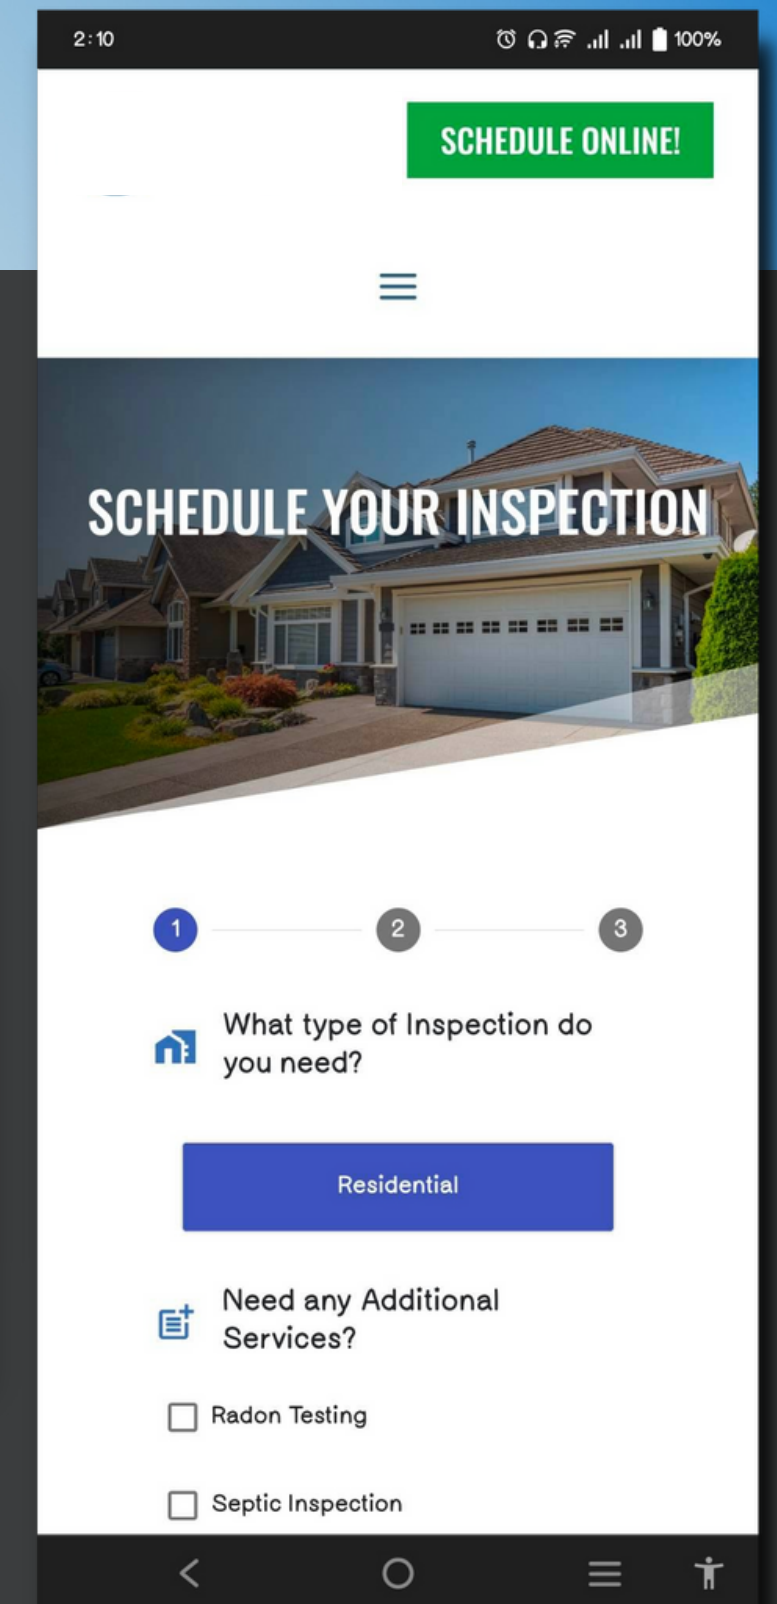 2:10
100%
SCHEDULE ONLINE!
SCHEDULE YOUR INSPECTION
1
2
3
What type of Inspection do
you need?
Residential
Need any Additional
Services?
Radon Testing
Septic Inspection